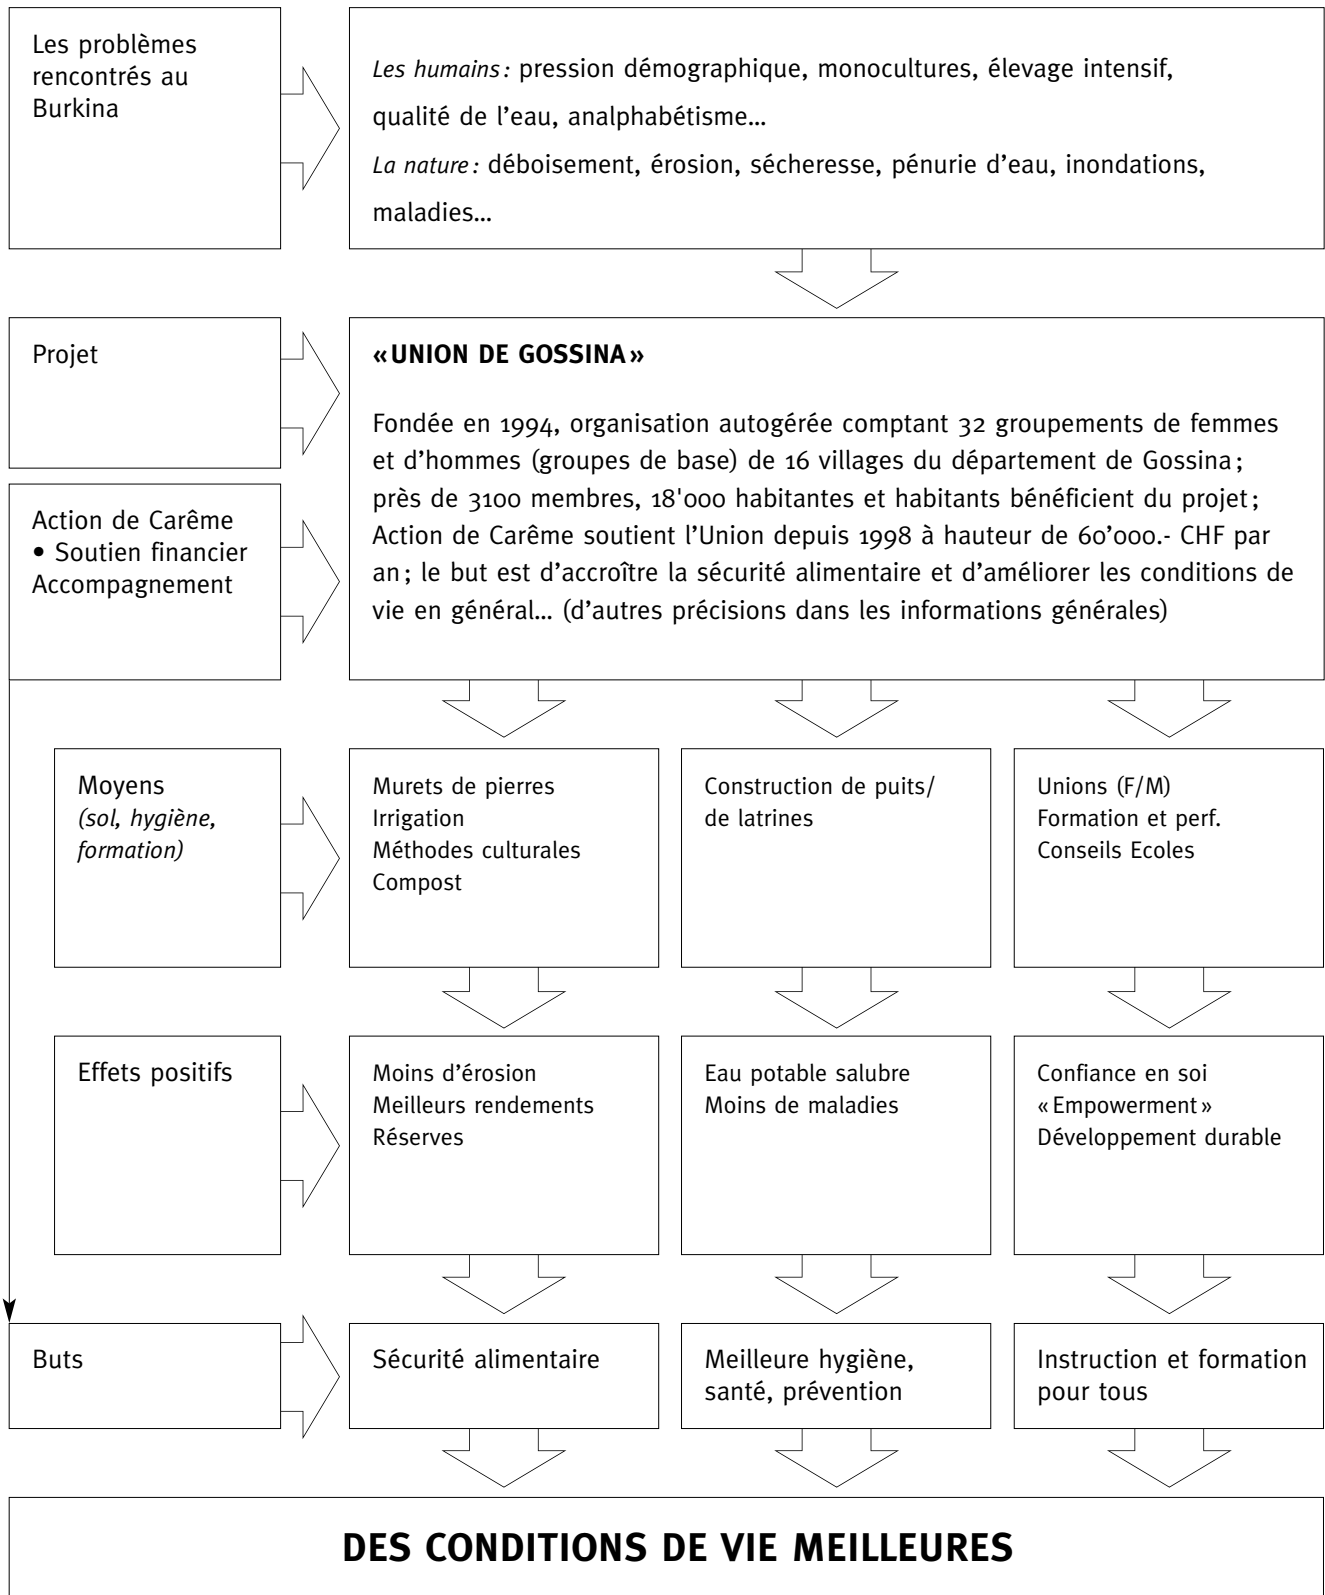 Les problèmes
rencontrés au
Burkina
Les humains : pression démographique, monocultures, élevage intensif,
qualité de l’eau, analphabétisme…
La nature : déboisement, érosion, sécheresse, pénurie d’eau, inondations,
maladies…
Projet
«UNION DE GOSSINA»
Fondée en 1994, organisation autogérée comptant 32 groupements de femmes
et d’hommes (groupes de base) de 16 villages du département de Gossina ;
près de 3100 membres, 18'000 habitantes et habitants bénéficient du projet ;
Action de Carême soutient l’Union depuis 1998 à hauteur de 60’000.- CHF par
an ; le but est d’accroître la sécurité alimentaire et d’améliorer les conditions de
vie en général… (d’autres précisions dans les informations générales)
Action de Carême
• Soutien financier
Accompagnement
Moyens
(sol, hygiène,
formation)
Murets de pierres
Irrigation
Méthodes culturales
Compost
Construction de puits/
de latrines
Unions (F/M)
Formation et perf.
Conseils Ecoles
Effets positifs
Moins d’érosion
Meilleurs rendements
Réserves
Eau potable salubre
Moins de maladies
Confiance en soi
« Empowerment »
Développement durable
Buts
Sécurité alimentaire
Meilleure hygiène,
santé, prévention
Instruction et formation
pour tous
DES CONDITIONS DE VIE MEILLEURES